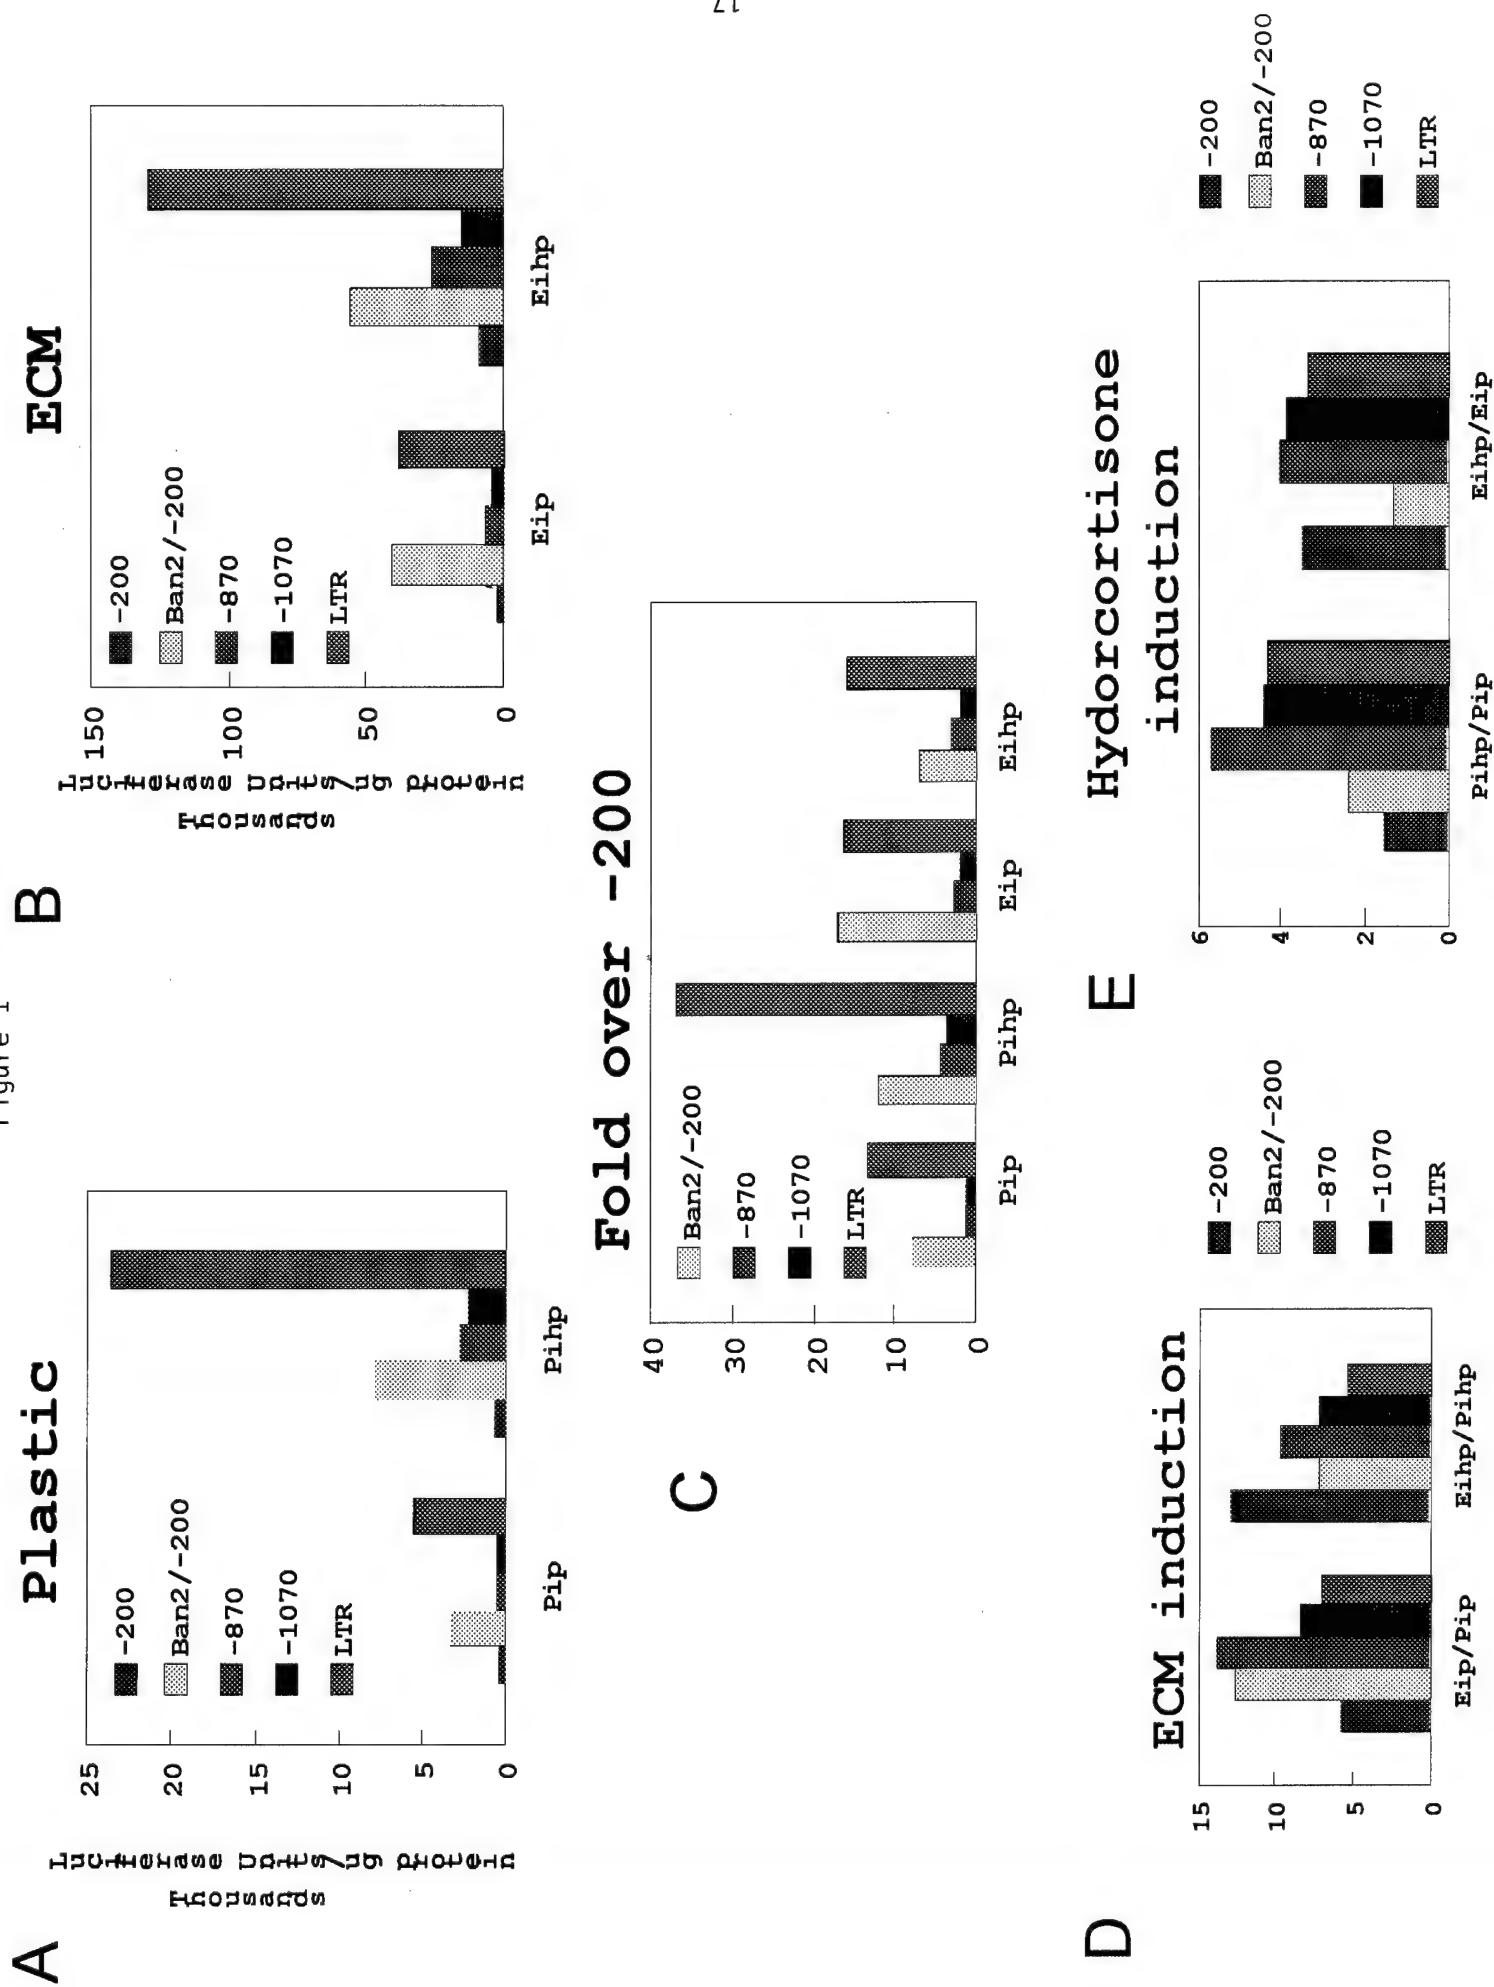 17
Figure 1
A
Plastic
Luciferase Units/ug Protein
Thousands
25
20
15
10
5
0
-200
Ban2/-200
-870
-1070
LTR
Pip
Pihp
B
ECM
Luciferase Units/ug Protein
Thousands
150
100
50
0
-200
Ban2/-200
-870
-1070
LTR
Eip
Eihp
C
Fold over -200
40
30
20
10
0
Ban2/-200
-870
-1070
LTR
Pip
Pihp
Eip
Eihp
D
ECM induction
15
10
5
0
-200
Ban2/-200
-870
-1070
LTR
Eip/Pip
Eihp/Pihp
E
Hydorcortisone
induction
6
4
2
0
-200
Ban2/-200
-870
-1070
LTR
Pihp/Pip
Eihp/Eip